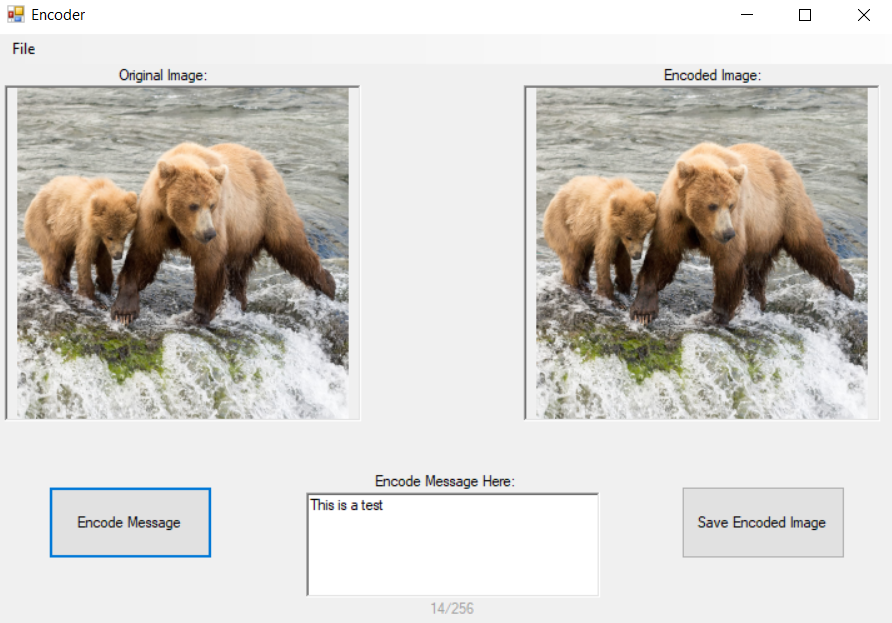 Encoder
File
Original Image:
Encoded Image:
Encode Message Here:
This is a test
Encode Message
Save Encoded Image
14/256